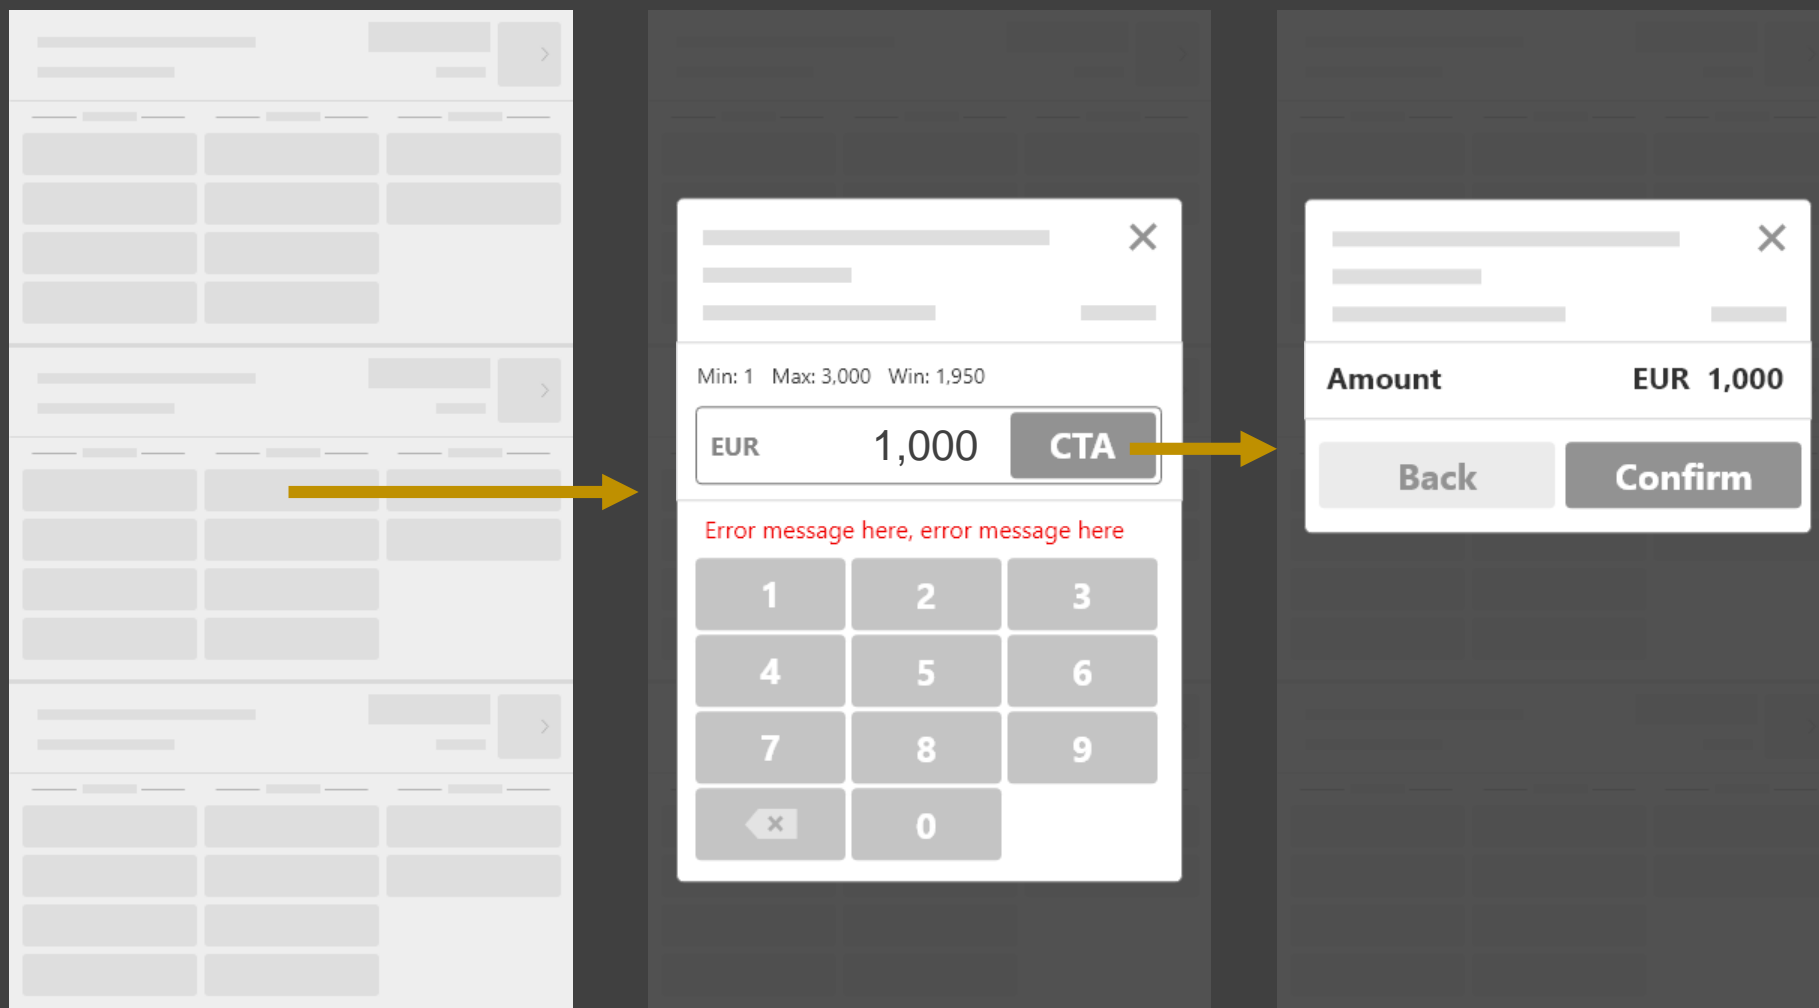 Min: 1 Max: 3,000 Win: 1,950
EUR 1,000 CTA
Error message here, error message here
1 2 3
4 5 6
7 8 9
0
Amount EUR 1,000
Back Confirm